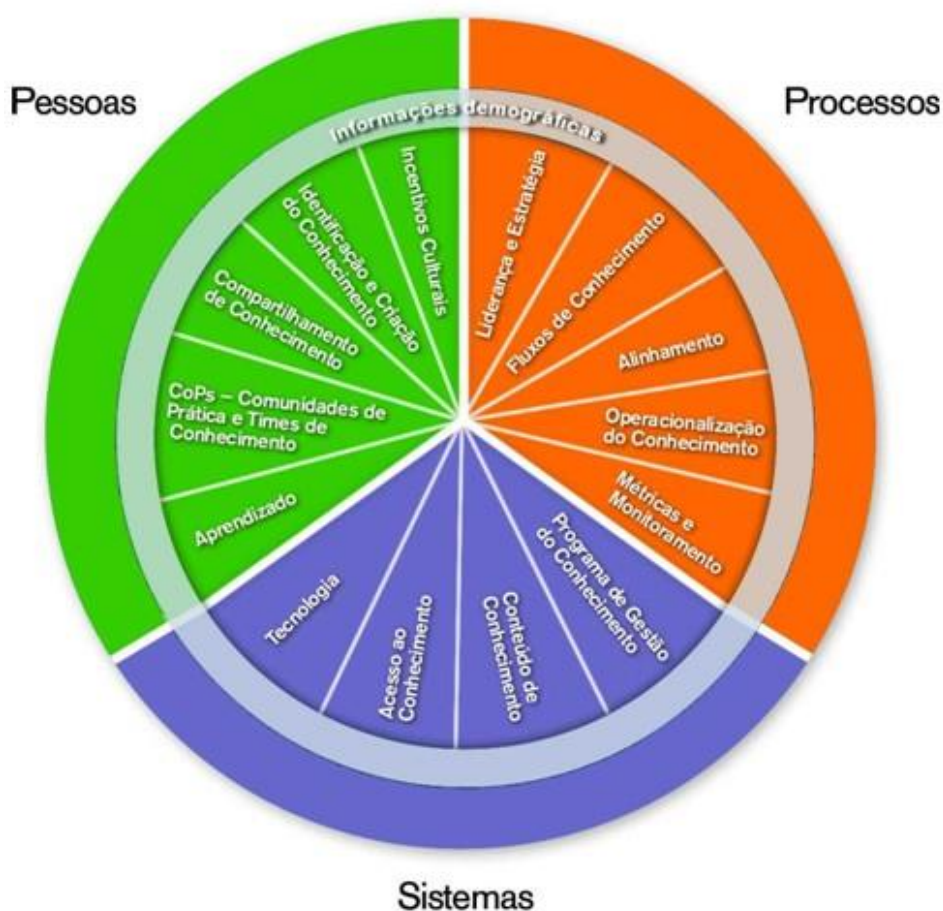 Pessoas
Processos
Informações demográficas
Incentivos Culturais
Identificação e Criação
do Conhecimento
Compartilhamento
de Conhecimento
CoPs – Comunidades de
Prática e Times de
Conhecimento
Aprendizado
Liderança e Estratégia
Fluxos de Conhecimento
Alinhamento
Operacionalização
do Conhecimento
Métricas e
Monitoramento
Programa de Gestão
do Conhecimento
Conteúdo de
Conhecimento
Acesso ao
Conhecimento
Tecnologia
Sistemas